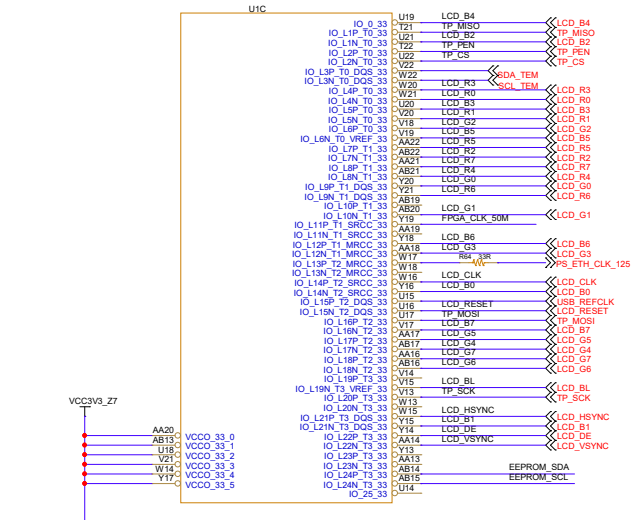 U1C
IO_0_33 U19 LCD_B4 LCD_B4
IO_L1P_T0_33 T21 TP_MISO TP_MISO
IO_L1N_T0_33 U21 LCD_B2 LCD_B2
IO_L2P_T0_33 T22 TP_PEN TP_PEN
IO_L2N_T0_33 U22 TP_CS TP_CS
IO_L3P_T0_DQS_33 V22 SDA_TEM
IO_L3N_T0_DQS_33 W22 SCL_TEM
IO_L4P_T0_33 W20 LCD_R3 LCD_R3
IO_L4N_T0_33 W21 LCD_R0 LCD_R0
IO_L5P_T0_33 U20 LCD_B3 LCD_B3
IO_L5N_T0_33 V20 LCD_R1 LCD_R1
IO_L6P_T0_33 V18 LCD_G2 LCD_G2
IO_L6N_T0_VREF_33 V19 LCD_B5 LCD_B5
IO_L7P_T1_33 AA22 LCD_R5 LCD_R5
IO_L7N_T1_33 AB22 LCD_R2 LCD_R2
IO_L8P_T1_33 AA21 LCD_R7 LCD_R7
IO_L8N_T1_33 AB21 LCD_R4 LCD_R4
IO_L9P_T1_DQS_33 Y20 LCD_G0 LCD_G0
IO_L9N_T1_DQS_33 Y21 LCD_R6 LCD_R6
IO_L10P_T1_33 AB19
IO_L10N_T1_33 AB20 LCD_G1 LCD_G1
IO_L11P_T1_SRCC_33 Y19 FPGA_CLK_50M
IO_L11N_T1_SRCC_33 AA19
IO_L12P_T1_MRCC_33 Y18 LCD_B6 LCD_B6
IO_L12N_T1_MRCC_33 AA18 LCD_G3 LCD_G3
IO_L13P_T2_MRCC_33 W17 R64 33R PS_ETH_CLK_125
IO_L13N_T2_MRCC_33 W18
IO_L14P_T2_SRCC_33 W16 LCD_CLK LCD_CLK
IO_L14N_T2_SRCC_33 Y16 LCD_B0 LCD_B0
IO_L15P_T2_DQS_33 U15 USB_REFCLK
IO_L15N_T2_DQS_33 U16 LCD_RESET LCD_RESET
IO_L16P_T2_33 U17 TP_MOSI TP_MOSI
IO_L16N_T2_33 V17 LCD_B7 LCD_B7
IO_L17P_T2_33 AA17 LCD_G5 LCD_G5
IO_L17N_T2_33 AB17 LCD_G4 LCD_G4
IO_L18P_T2_33 AA16 LCD_G7 LCD_G7
IO_L18N_T2_33 AB16 LCD_G6 LCD_G6
IO_L19P_T3_33 V14
IO_L19N_T3_VREF_33 V15 LCD_BL LCD_BL
IO_L20P_T3_33 V13 TP_SCK TP_SCK
VCC3V3_Z7
IO_L20N_T3_33 W13
IO_L21P_T3_DQS_33 W15 LCD_HSYNC LCD_HSYNC
IO_L21N_T3_DQS_33 Y15 LCD_B1 LCD_B1
AA20 VCCO_33_0 IO_L22P_T3_33 Y14 LCD_DE LCD_DE
AB13 VCCO_33_1 IO_L22N_T3_33 AA14 LCD_VSYNC LCD_VSYNC
U18 VCCO_33_2 IO_L23P_T3_33 Y13
V21 VCCO_33_3 IO_L23N_T3_33 AA13
W14 VCCO_33_4 IO_L24P_T3_33 AB14 EEPROM_SDA
Y17 VCCO_33_5 IO_L24N_T3_33 AB15 EEPROM_SCL
IO_25_33 U14